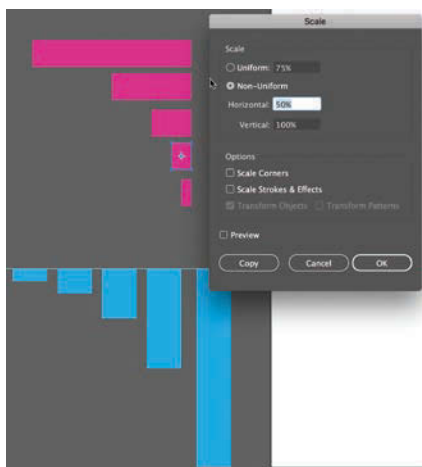 Scale
Scale
Uniform: 75%
Non-Uniform
Horizontal: 50%
Vertical: 100%
Options
Scale Corners
Scale Strokes & Effects
Transform Objects Transform Patterns
Preview
Copy Cancel OK